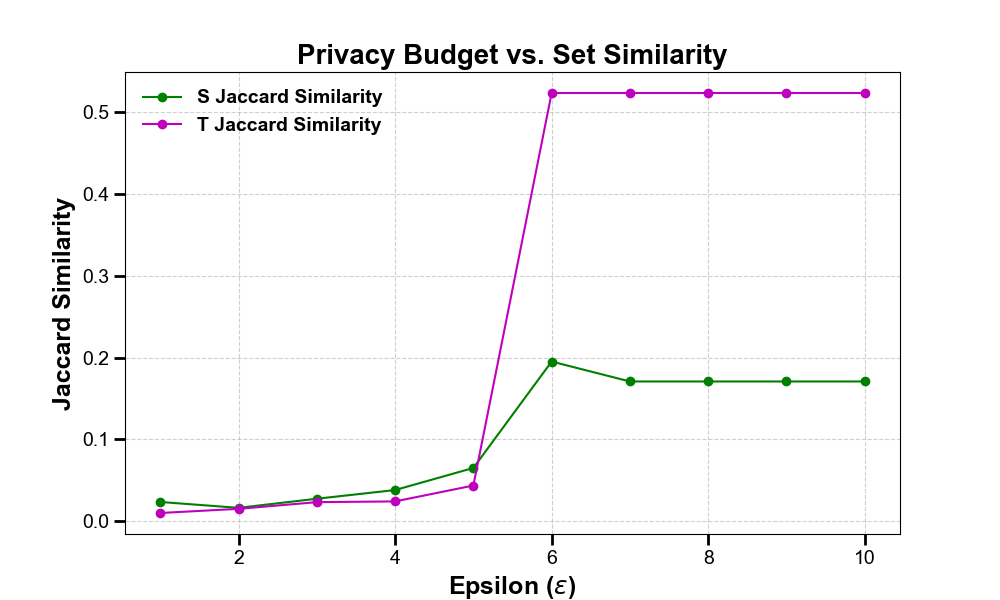 Privacy Budget vs. Set Similarity
S Jaccard Similarity
T Jaccard Similarity
Jaccard Similarity
0.5
0.4
0.3
0.2
0.1
0.0
2 4 6 8 10
Epsilon (ε)